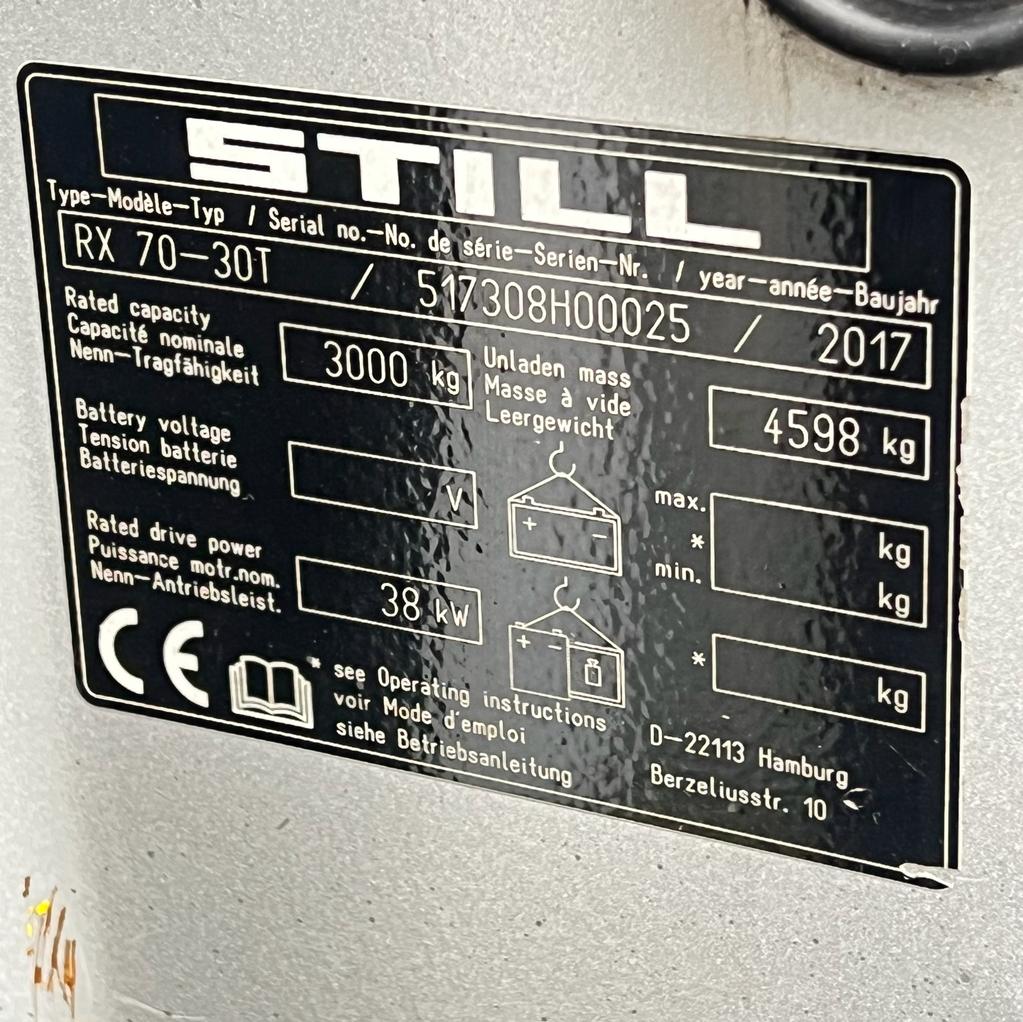 STILL
Type-Modèle-Typ / Serial no.-No. de série-Serien-Nr. / year-année-Baujahr
RX 70-30T / 517308H00025 / 2017
Rated capacity
Capacité nominale
Nenn-Tragfähigkeit
3000 kg
Unladen mass
Masse à vide
Leergewicht
4598 kg
Battery voltage
Tension batterie
Batteriespannung
V
+ -
max.
*
min.
kg
kg
Rated drive power
Puissance motr.nom.
Nenn-Antriebsleist.
38 kW
+ -
*
kg
CE
* see Operating instructions
voir Mode d'emploi
siehe Betriebsanleitung
D-22113 Hamburg
Berzeliusstr. 10